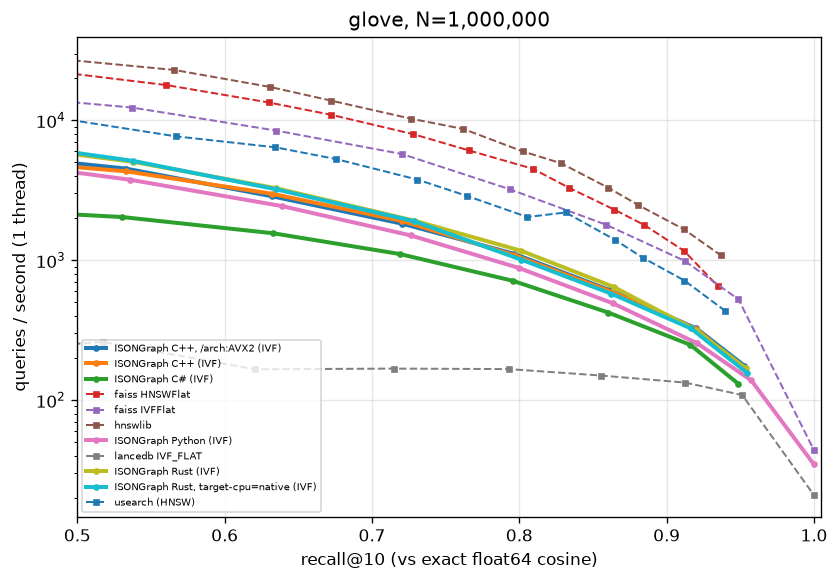 glove, N=1,000,000
queries / second (1 thread)
10⁴
10³
10²
ISONGraph C++, /arch:AVX2 (IVF)
ISONGraph C++ (IVF)
ISONGraph C# (IVF)
faiss HNSWFlat
faiss IVFFlat
hnswlib
ISONGraph Python (IVF)
lancedb IVF_FLAT
ISONGraph Rust (IVF)
ISONGraph Rust, target-cpu=native (IVF)
usearch (HNSW)
0.5 0.6 0.7 0.8 0.9 1.0
recall@10 (vs exact float64 cosine)